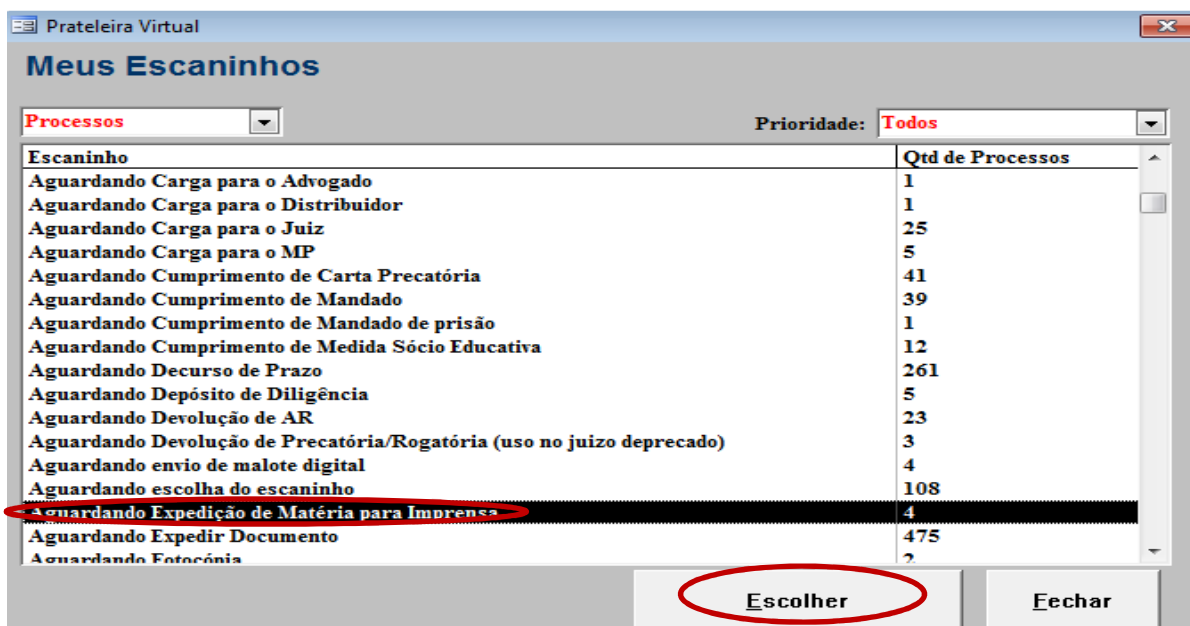 Prateleira Virtual
Meus Escaninhos
Processos Prioridade: Todos
Escaninho Qtd de Processos
Aguardando Carga para o Advogado 1
Aguardando Carga para o Distribuidor 1
Aguardando Carga para o Juiz 25
Aguardando Carga para o MP 5
Aguardando Cumprimento de Carta Precatória 41
Aguardando Cumprimento de Mandado 39
Aguardando Cumprimento de Mandado de prisão 1
Aguardando Cumprimento de Medida Sócio Educativa 12
Aguardando Decurso de Prazo 261
Aguardando Depósito de Diligência 5
Aguardando Devolução de AR 23
Aguardando Devolução de Precatória/Rogatória (uso no juizo deprecado) 3
Aguardando envio de malote digital 4
Aguardando escolha do escaninho 108
Aguardando Expedição de Matéria para Imprensa 4
Aguardando Expedir Documento 475
Aguardando Fotocópia 2
Escolher Fechar